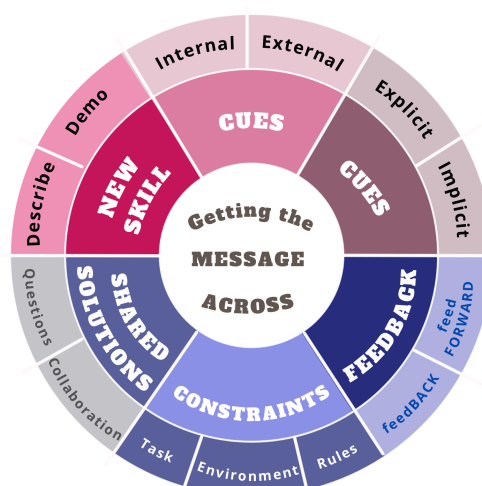 Getting the
MESSAGE
ACROSS
CUES
Internal
External
CUES
Explicit
Implicit
FEEDBACK
feed
FORWARD
feedBACK
CONSTRAINTS
Rules
Environment
Task
SHARED
SOLUTIONS
Collaboration
Questions
NEW
SKILL
Describe
Demo